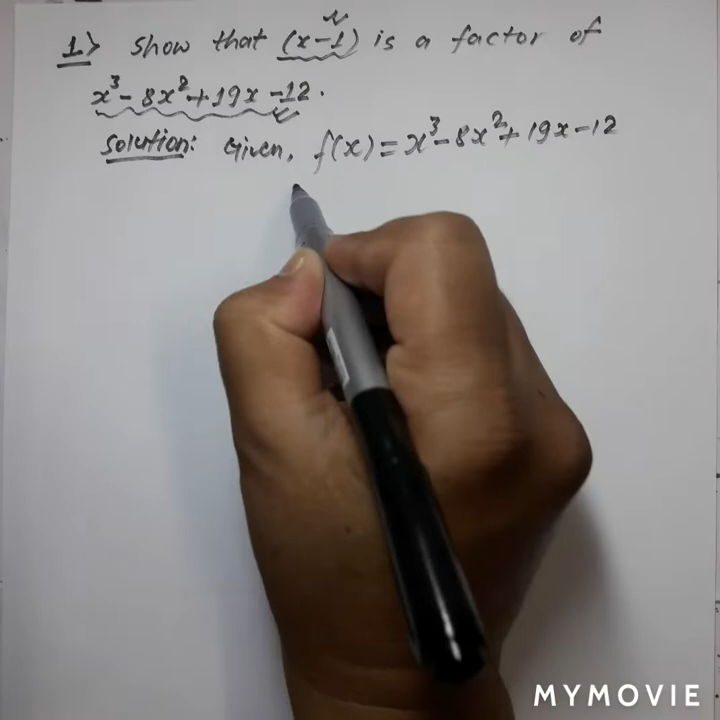 1> Show that (x-1) is a factor of
x³ - 8x² + 19x - 12.
Solution: Given, f(x) = x³ - 8x² + 19x - 12
MYMOVIE